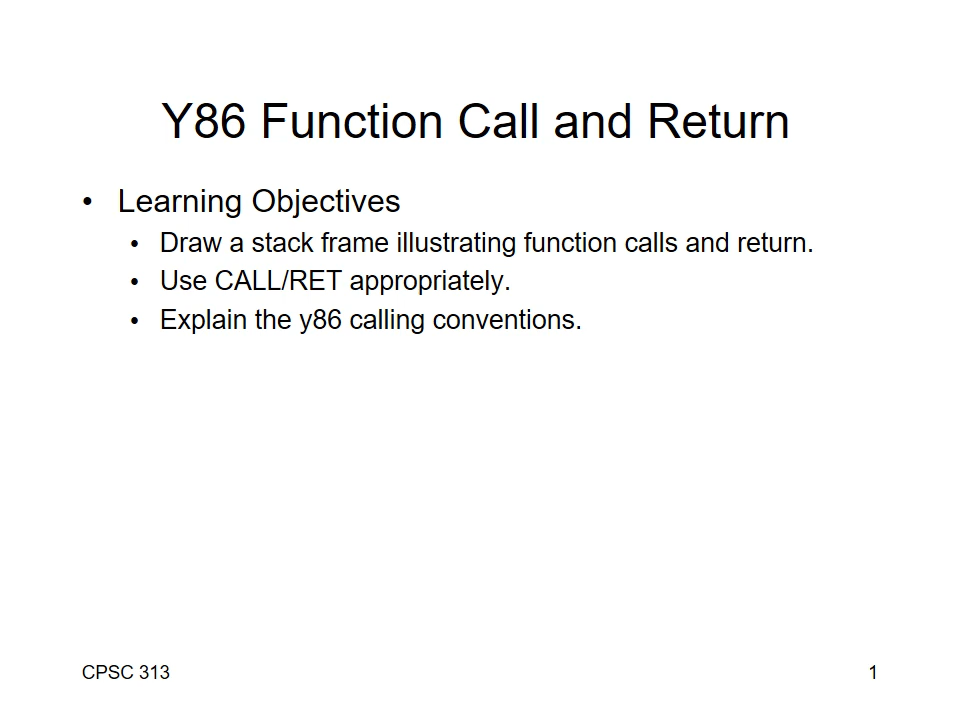 Y86 Function Call and Return
• Learning Objectives
• Draw a stack frame illustrating function calls and return.
• Use CALL/RET appropriately.
• Explain the y86 calling conventions.
CPSC 313
1